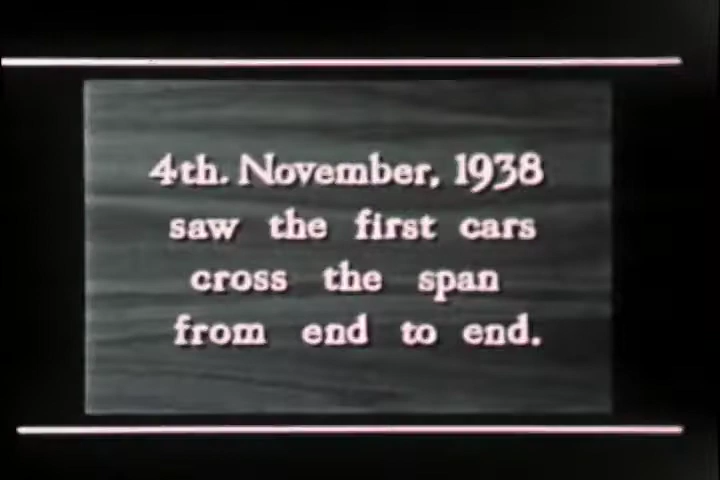 4th. November, 1938
saw the first cars
cross the span
from end to end.